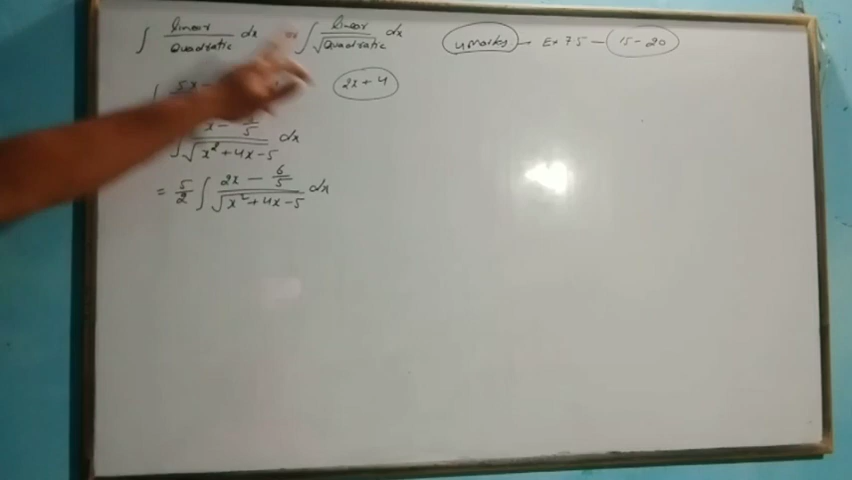 ∫ linear / Quadratic dx or ∫ linear / √Quadratic dx 4 marks → Ex 7.5 — 15-20
∫ 5x - 2x + 4
∫ x - /5 / √x² + 4x - 5 dx
= 5/2 ∫ 2x - 6/5 / √x² + 4x - 5 dx